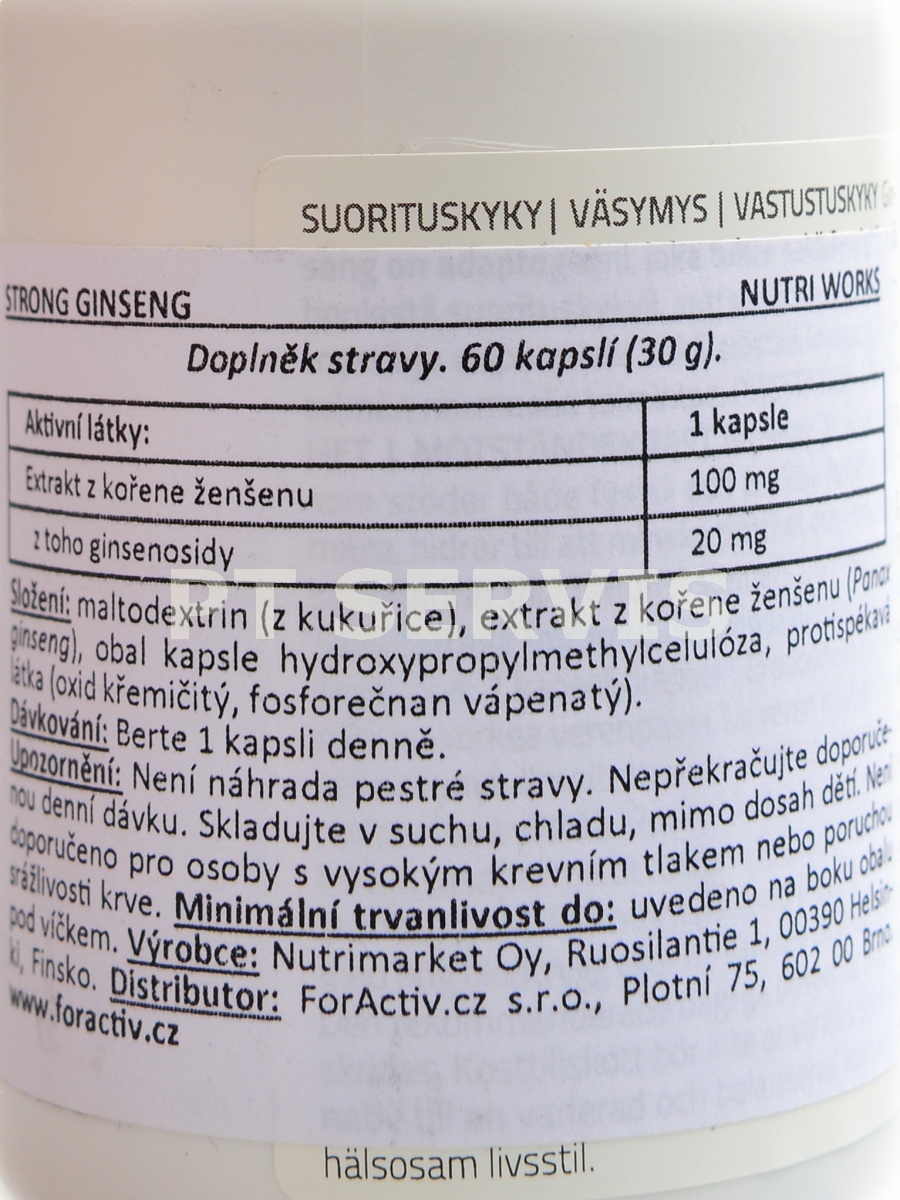 SUORITUSKYKY | VÄSYMYS | VASTUSTUSKYKY
STRONG GINSENG NUTRI WORKS
Doplněk stravy. 60 kapslí (30 g).
Aktivní látky: 1 kapsle
Extrakt z kořene ženšenu 100 mg
z toho ginsenosidy 20 mg
PT SERVIS
Složení: maltodextrin (z kukuřice), extrakt z kořene ženšenu (Panax
ginseng), obal kapsle hydroxypropylmethylcelulóza, protispékavá
látka (oxid křemičitý, fosforečnan vápenatý).
Dávkování: Berte 1 kapsli denně.
Upozornění: Není náhrada pestré stravy. Nepřekračujte doporuče-
nou denní dávku. Skladujte v suchu, chladu, mimo dosah dětí. Není
doporučeno pro osoby s vysokým krevním tlakem nebo poruchou
srážlivosti krve. Minimální trvanlivost do: uvedeno na boku obalu
pod víčkem. Výrobce: Nutrimarket Oy, Ruosilantie 1, 00390 Helsin-
ki, Finsko. Distributor: ForActiv.cz s.r.o., Plotní 75, 602 00 Brno.
www.foractiv.cz
hälsosam livsstil.